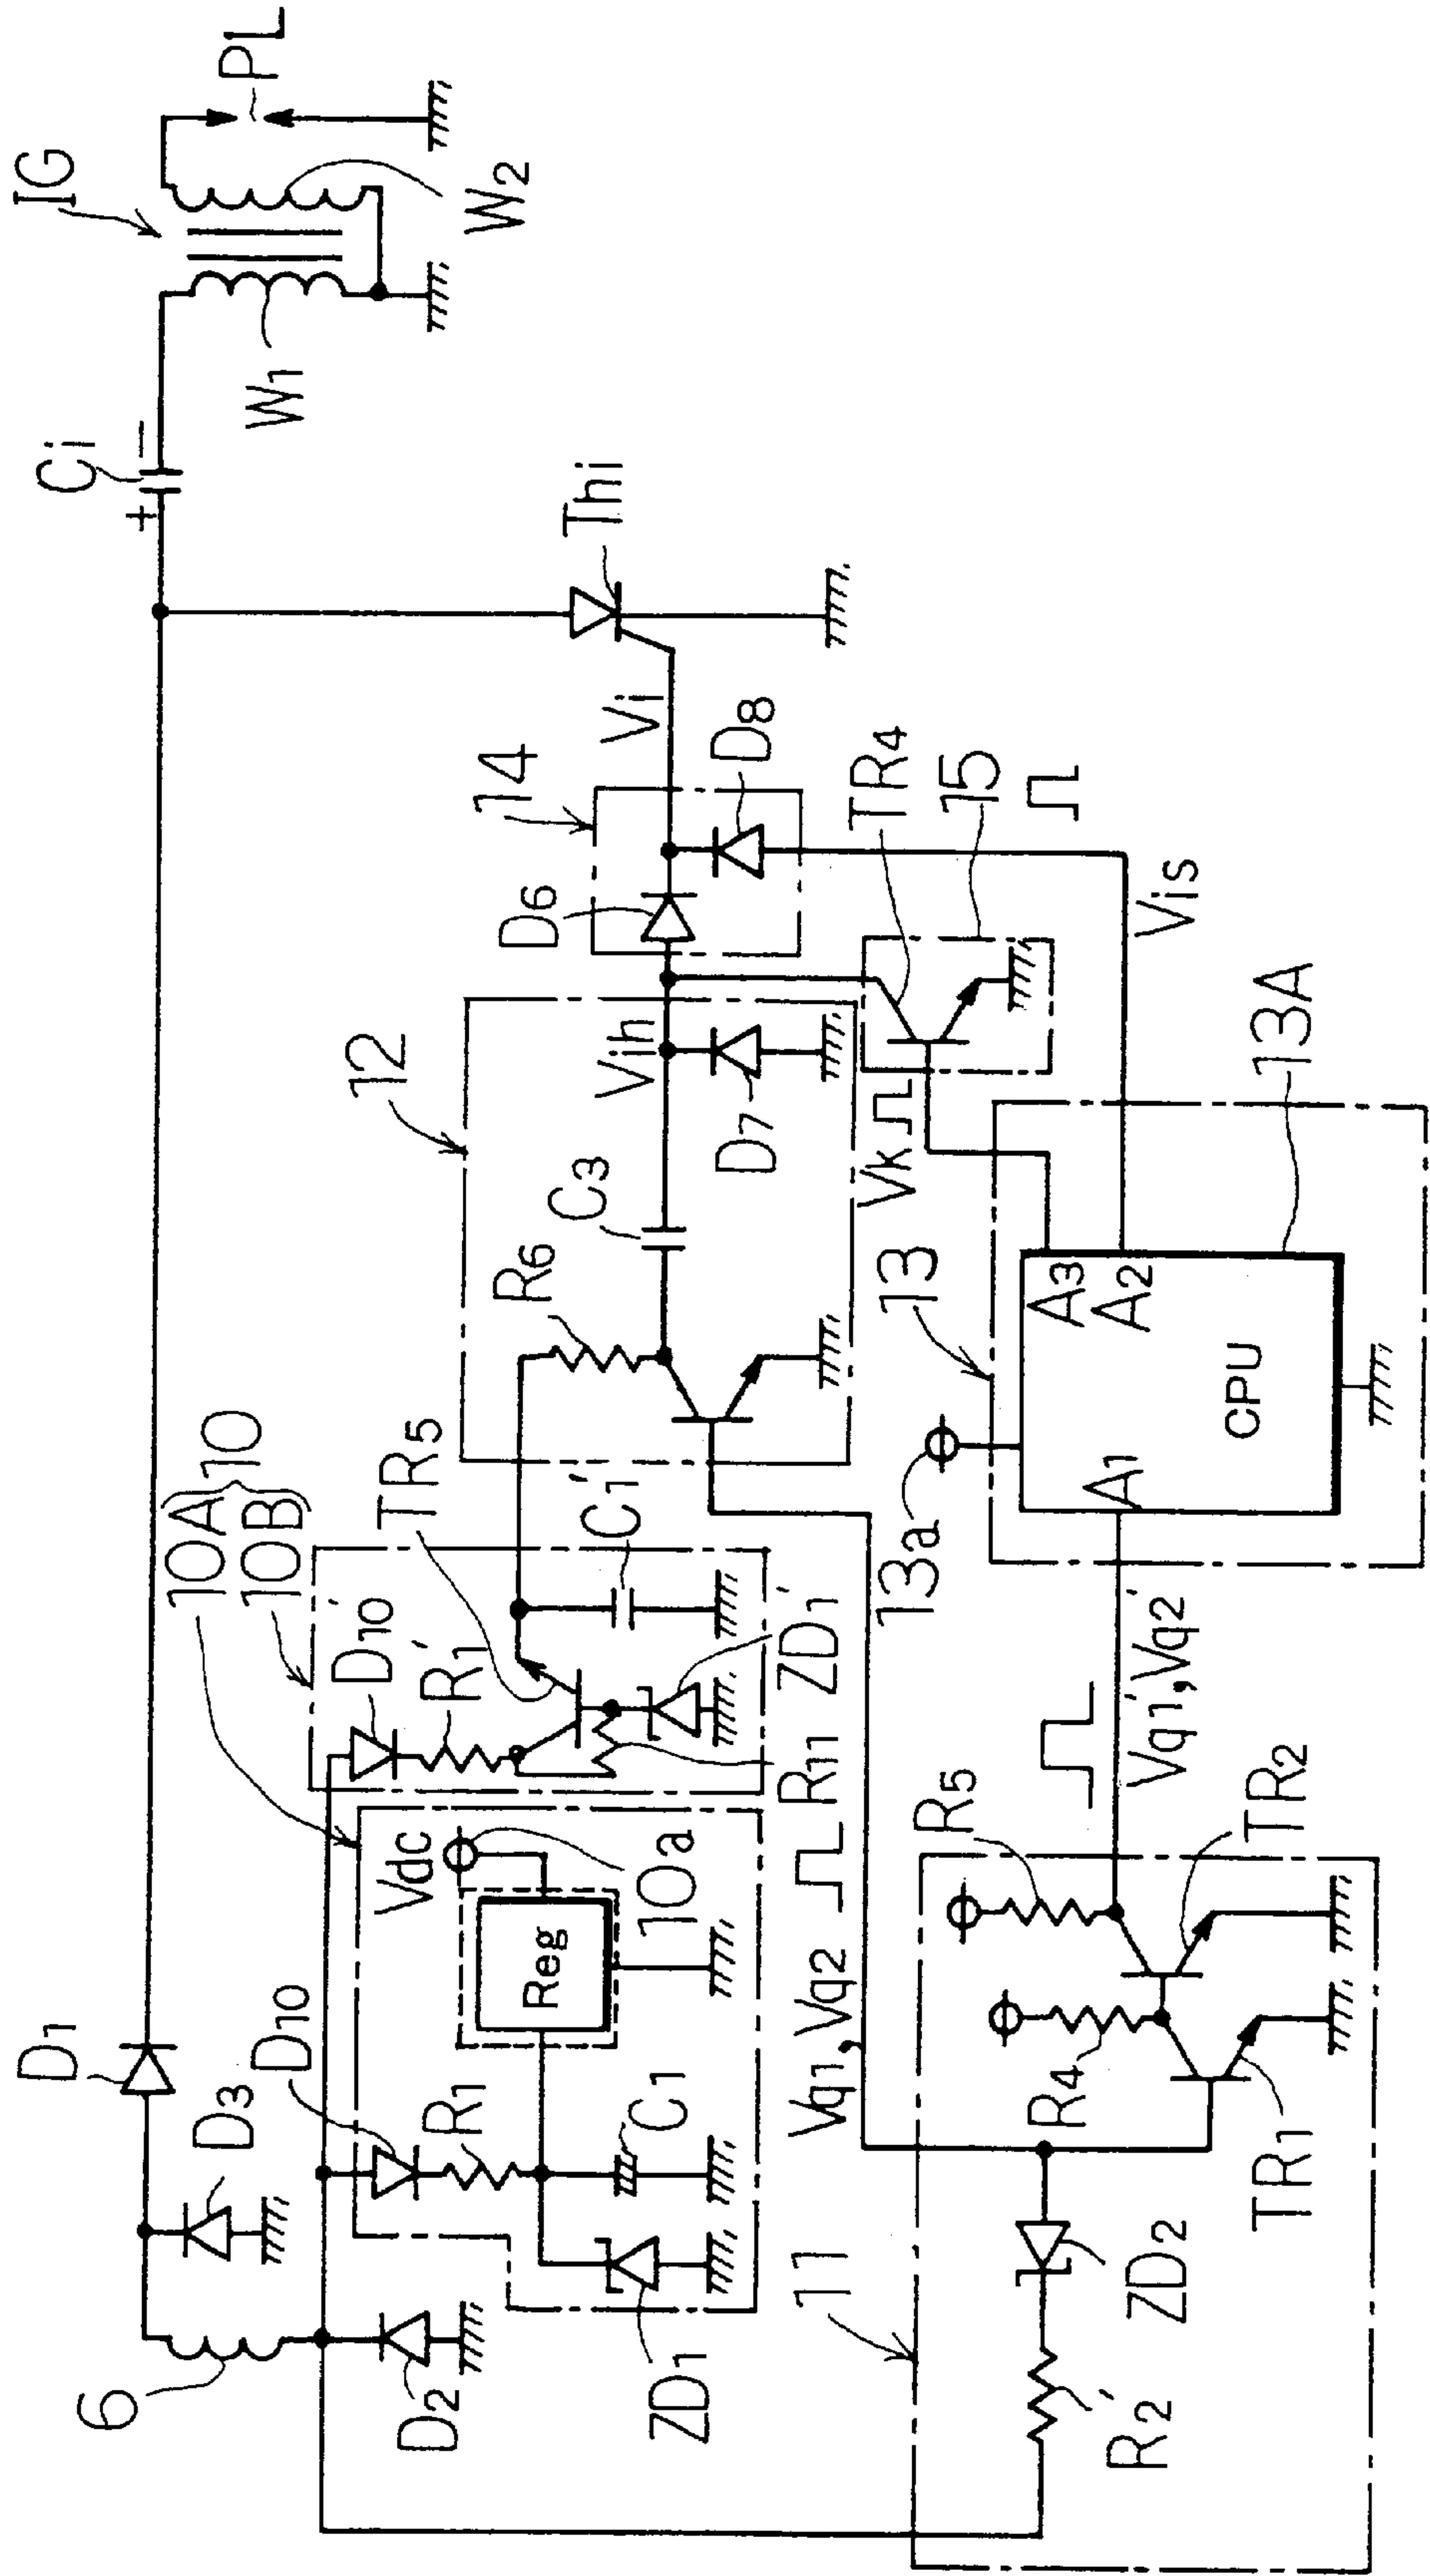 IG
PL
W2
W1
Ci
+
−
Thi
Vi
14
D8
D6
TR4
15
Vis
12
Vih
D7
Vk
C3
R6
13
13A
A3
A2
A1
CPU
13a
10A
10B
10
TR5
C1'
D10'
R1'
ZD1'
R11
Vdc
10a
Reg
D10
R1
C1
ZD1
D1
D3
6
D2
Vq1, Vq2
Vq1', Vq2'
R5
TR2
R4
TR1
11
ZD2
R2'